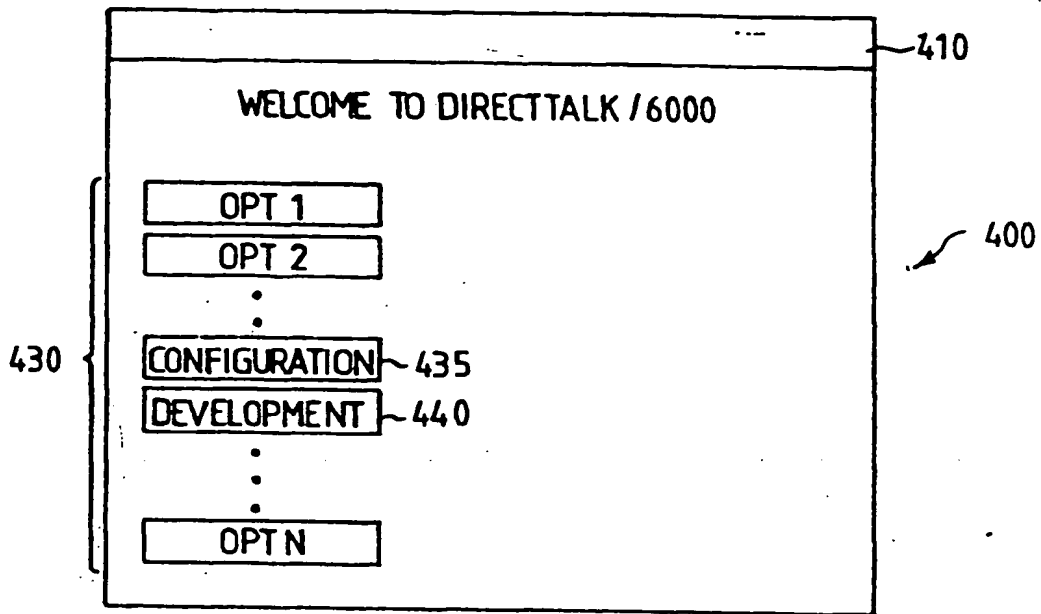 410
WELCOME TO DIRECTTALK / 6000
OPT 1
OPT 2
400
430
CONFIGURATION
435
DEVELOPMENT
440
OPT N